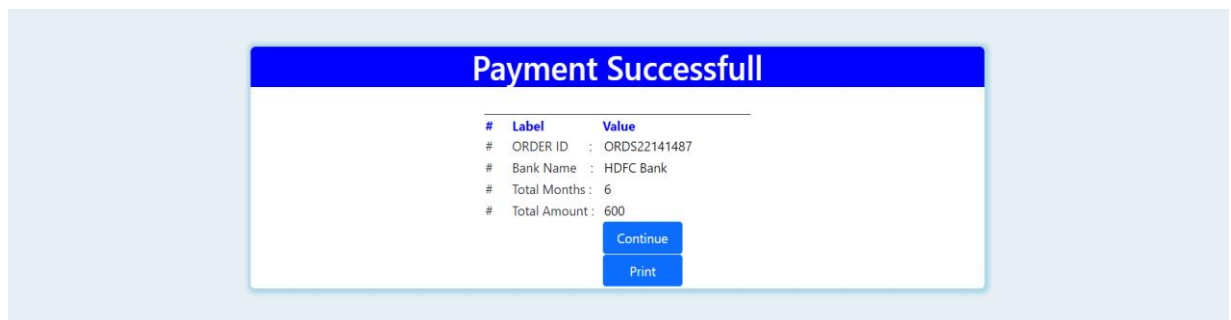 Payment Successfull
# Label Value
# ORDER ID : ORDS22141487
# Bank Name : HDFC Bank
# Total Months : 6
# Total Amount : 600
Continue
Print